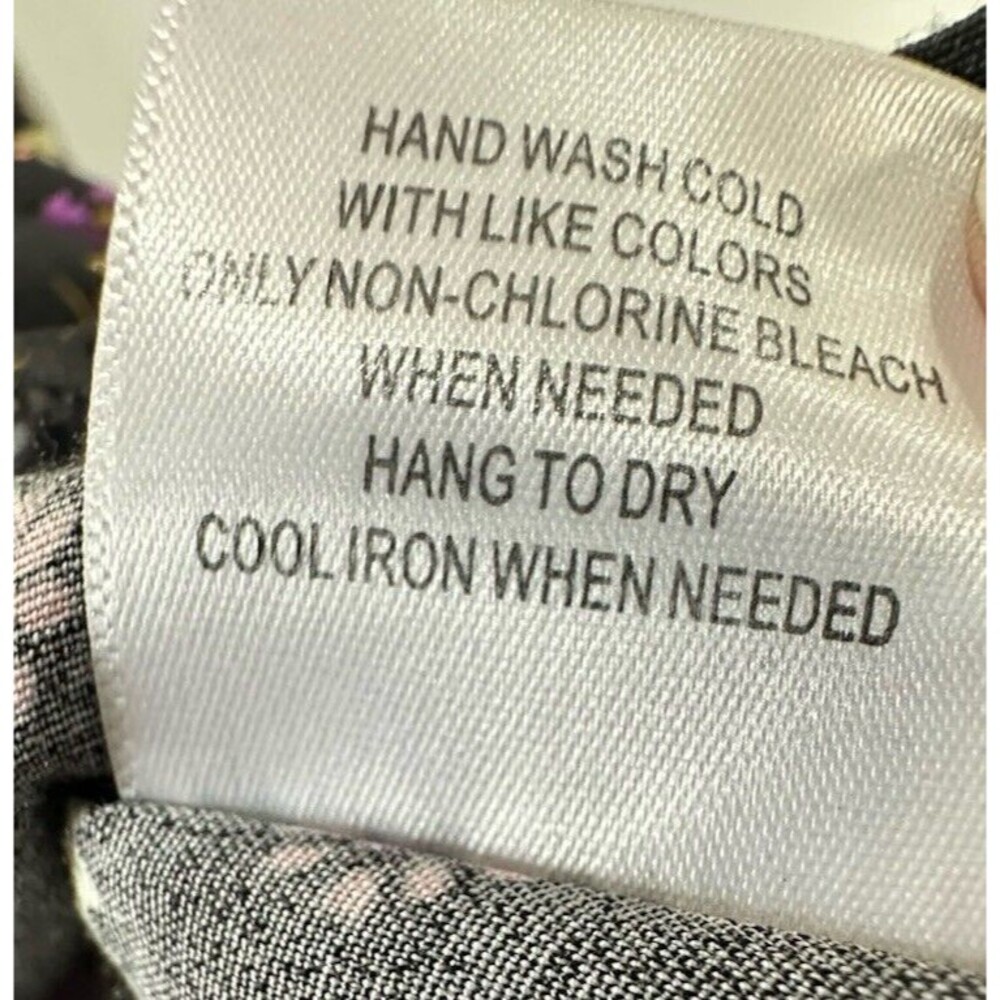 HAND WASH COLD
WITH LIKE COLORS
ONLY NON-CHLORINE BLEACH
WHEN NEEDED
HANG TO DRY
COOL IRON WHEN NEEDED